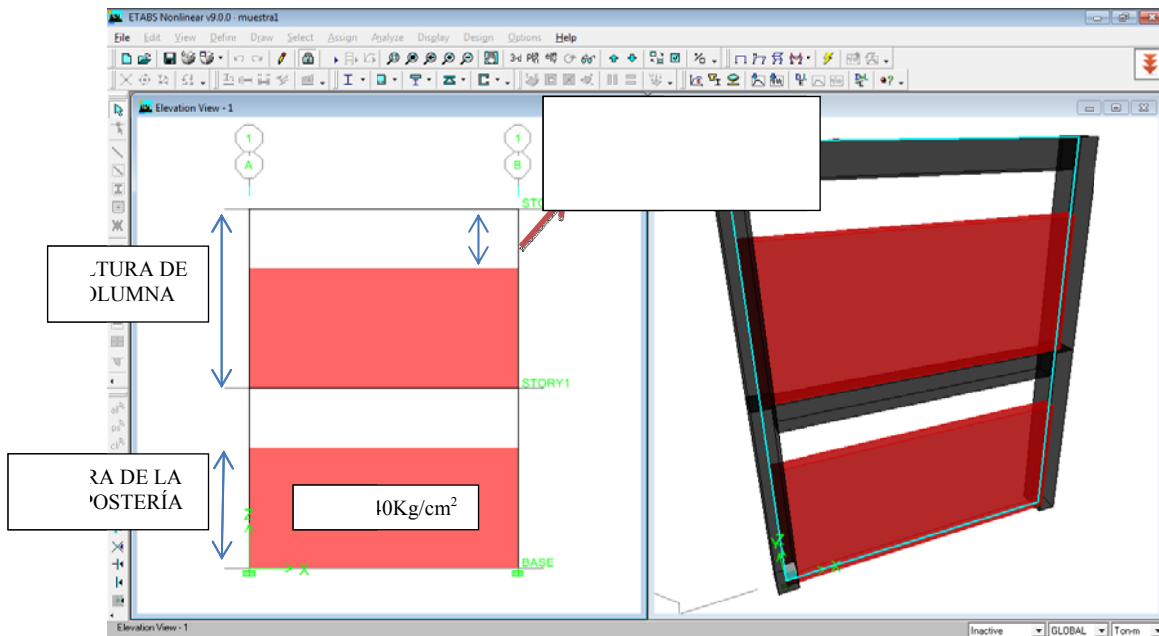 ETABS Nonlinear v9.0.0 - muestra1
File Edit View Define Draw Select Assign Analyze Display Design Options Help
Elevation View - 1
1 1
A B
STO
LTURA DE
OLUMNA
STORY1
RA DE LA
POSTERÍA
40Kg/cm²
Z
X
BASE
Z
X
Elevation View - 1
Inactive GLOBAL Ton-m